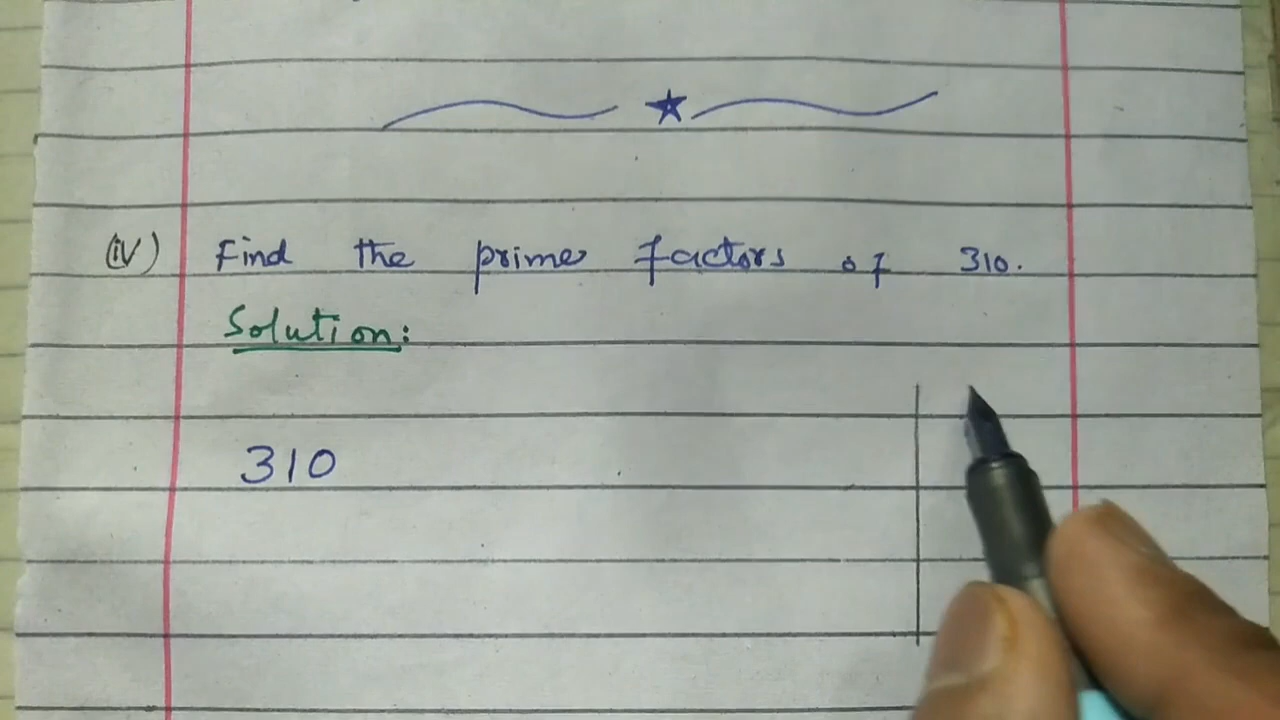 (iv) Find the prime factors of 310.
Solution:
310